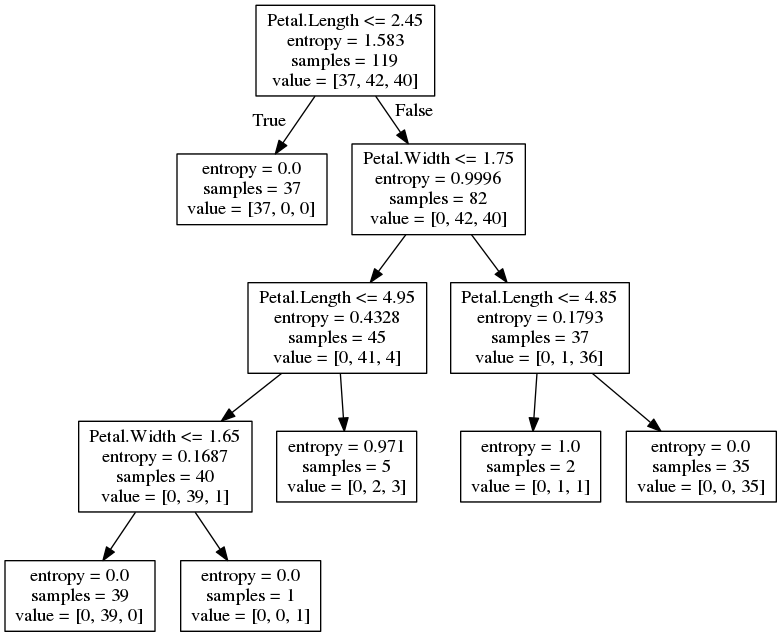 Petal.Length <= 2.45
entropy = 1.583
samples = 119
value = [37, 42, 40]
True
False
entropy = 0.0
samples = 37
value = [37, 0, 0]
Petal.Width <= 1.75
entropy = 0.9996
samples = 82
value = [0, 42, 40]
Petal.Length <= 4.95
entropy = 0.4328
samples = 45
value = [0, 41, 4]
Petal.Length <= 4.85
entropy = 0.1793
samples = 37
value = [0, 1, 36]
Petal.Width <= 1.65
entropy = 0.1687
samples = 40
value = [0, 39, 1]
entropy = 0.971
samples = 5
value = [0, 2, 3]
entropy = 1.0
samples = 2
value = [0, 1, 1]
entropy = 0.0
samples = 35
value = [0, 0, 35]
entropy = 0.0
samples = 39
value = [0, 39, 0]
entropy = 0.0
samples = 1
value = [0, 0, 1]